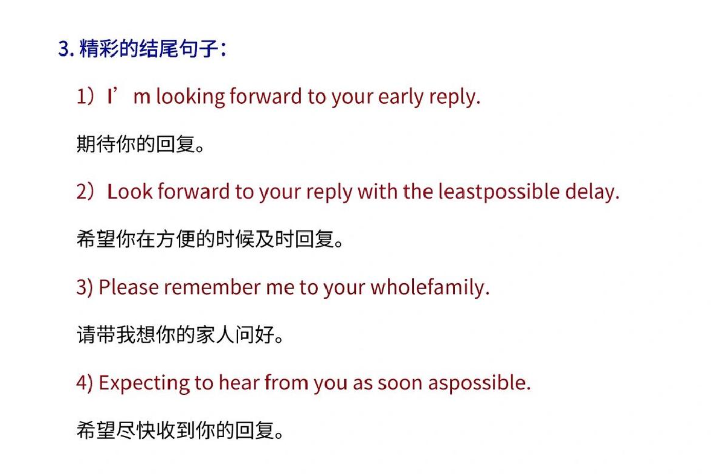 3. 精彩的结尾句子：
1）I’m looking forward to your early reply.
期待你的回复。
2）Look forward to your reply with the leastpossible delay.
希望你在方便的时候及时回复。
3) Please remember me to your wholefamily.
请带我想你的家人问好。
4) Expecting to hear from you as soon aspossible.
希望尽快收到你的回复。